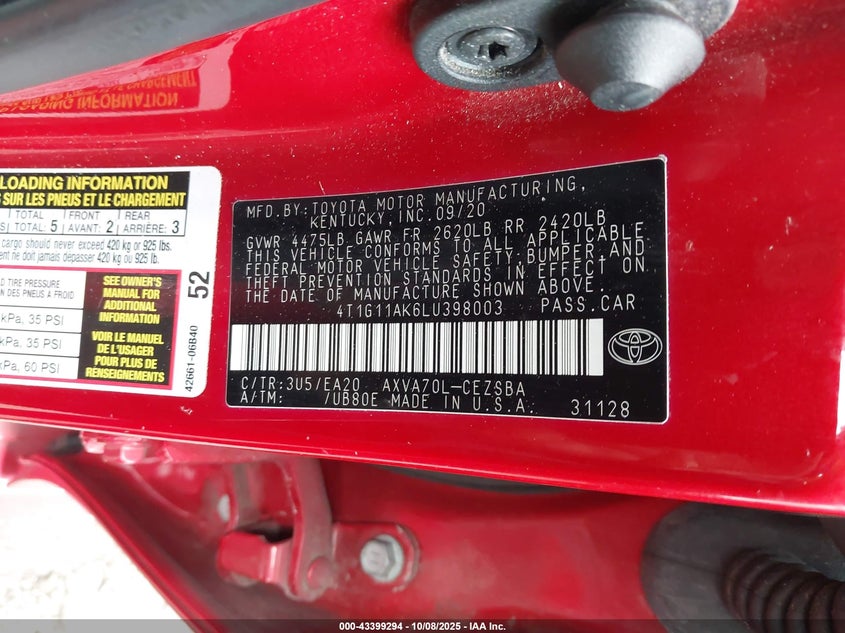 LOADING INFORMATION
SUR LES PNEUS ET LE CHARGEMENT
TOTAL 5 FRONT 2 REAR 3
TOTAL: AVANT: ARRIÈRE:
cargo should never exceed 420 kg or 925 lbs.
ne doit jamais dépasser 420 kg ou 925 lb.
TIRE PRESSURE
DES PNEUS À FROID
kPa, 35 PSI
kPa, 35 PSI
kPa, 60 PSI
SEE OWNER'S
MANUAL FOR
ADDITIONAL
INFORMATION
VOIR LE MANUEL
DE L'USAGER
POUR PLUS DE
RENSEIGNEMENTS
42661-06B40
52
MFD.BY:TOYOTA MOTOR MANUFACTURING,
KENTUCKY,INC.09/20
GVWR 4475LB GAWR FR 2620LB RR 2420LB
THIS VEHICLE CONFORMS TO ALL APPLICABLE
FEDERAL MOTOR VEHICLE SAFETY,BUMPER,AND
THEFT PREVENTION STANDARDS IN EFFECT ON
THE DATE OF MANUFACTURE SHOWN ABOVE.
4T1G11AK6LU398003 PASS.CAR
C/TR:3U5/EA20 AXVA70L-CEZSBA
A/TM: /UB80E MADE IN U.S.A. 31128
TOYOTA
000-43399294 - 10/08/2025 - IAA Inc.